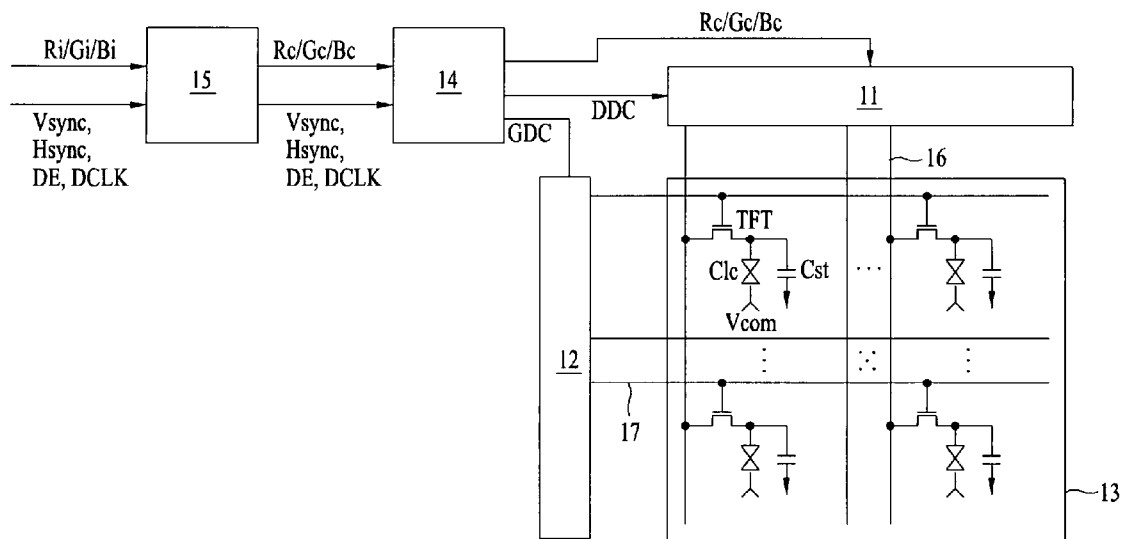 Rc/Gc/Bc
Ri/Gi/Bi
Rc/Gc/Bc
15
14
11
DDC
GDC
Vsync,
Hsync,
DE, DCLK
Vsync,
Hsync,
DE, DCLK
16
TFT
Clc
Cst
Vcom
12
17
13